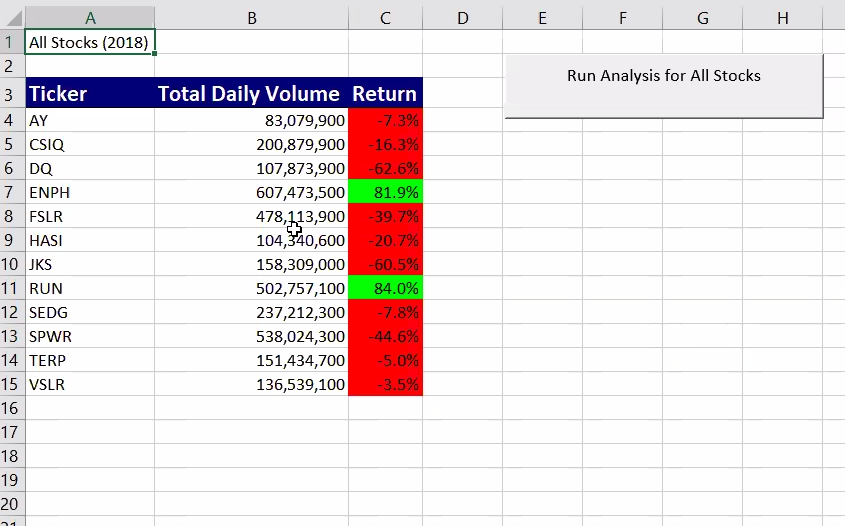 A B C D E F G H
1 All Stocks (2018)
2 Run Analysis for All Stocks
3 Ticker Total Daily Volume Return
4 AY 83,079,900 -7.3%
5 CSIQ 200,879,900 -16.3%
6 DQ 107,873,900 -62.6%
7 ENPH 607,473,500 81.9%
8 FSLR 478,113,900 -39.7%
9 HASI 104,340,600 -20.7%
10 JKS 158,309,000 -60.5%
11 RUN 502,757,100 84.0%
12 SEDG 237,212,300 -7.8%
13 SPWR 538,024,300 -44.6%
14 TERP 151,434,700 -5.0%
15 VSLR 136,539,100 -3.5%
16
17
18
19
20
21